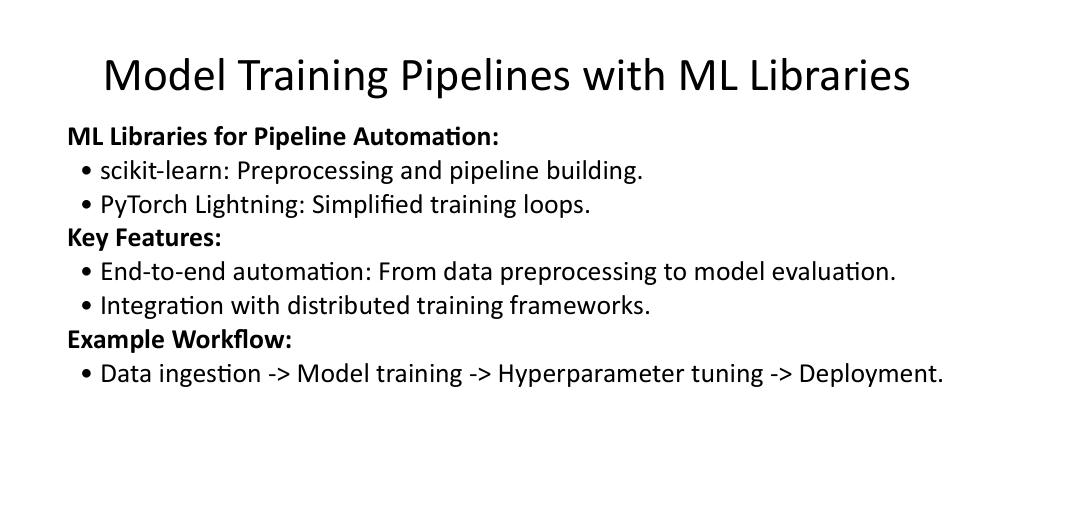 Model Training Pipelines with ML Libraries
ML Libraries for Pipeline Automation:
• scikit-learn: Preprocessing and pipeline building.
• PyTorch Lightning: Simplified training loops.
Key Features:
• End-to-end automation: From data preprocessing to model evaluation.
• Integration with distributed training frameworks.
Example Workflow:
• Data ingestion -> Model training -> Hyperparameter tuning -> Deployment.